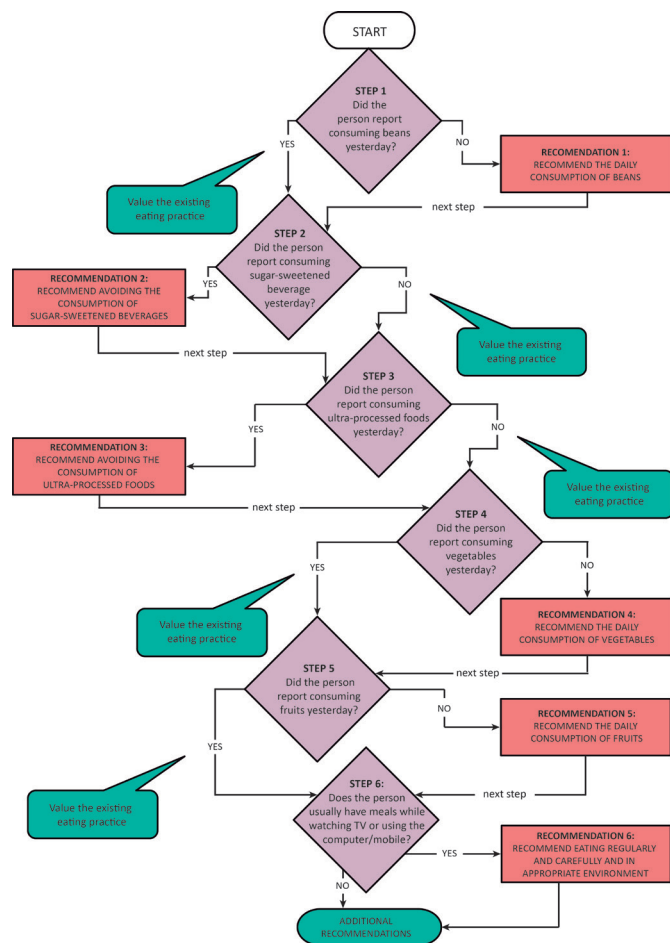 START
STEP 1
Did the
person report
consuming beans
yesterday?
YES
NO
RECOMENDATION 1:
RECOMMEND THE DAILY
CONSUMPTION OF BEANS
Value the existing
eating practice
next step
STEP 2
Did the person
report consuming
sugar-sweetened
beverage
yesterday?
YES
NO
RECOMMENDATION 2:
RECOMMEND AVOIDING THE
CONSUMPTION OF
SUGAR-SWEETENED BEVERAGES
Value the existing
eating practice
next step
STEP 3
Did the person
report consuming
ultra-processed foods
yesterday?
YES
NO
RECOMMENDATION 3:
RECOMMEND AVOIDING THE
CONSUMPTION OF
ULTRA-PROCESSED FOODS
Value the existing
eating practice
next step
STEP 4
Did the person
report consuming
vegetables
yesterday?
YES
NO
RECOMMENDATION 4:
RECOMMEND THE DAILY
CONSUMPTION OF VEGETABLES
Value the existing
eating practice
next step
STEP 5
Did the person
report consuming
fruits yesterday?
NO
YES
RECOMMENDATION 5:
RECOMMEND THE DAILY
CONSUMPTION OF FRUITS
Value the existing
eating practice
next step
STEP 6:
Does the person
usually have meals while
watching TV or using the
computer/mobile?
YES
NO
RECOMMENDATION 6:
RECOMMEND EATING REGULARLY
AND CAREFULLY AND IN
APPROPRIATE ENVIRONMENT
ADDITIONAL
RECOMMENDATIONS